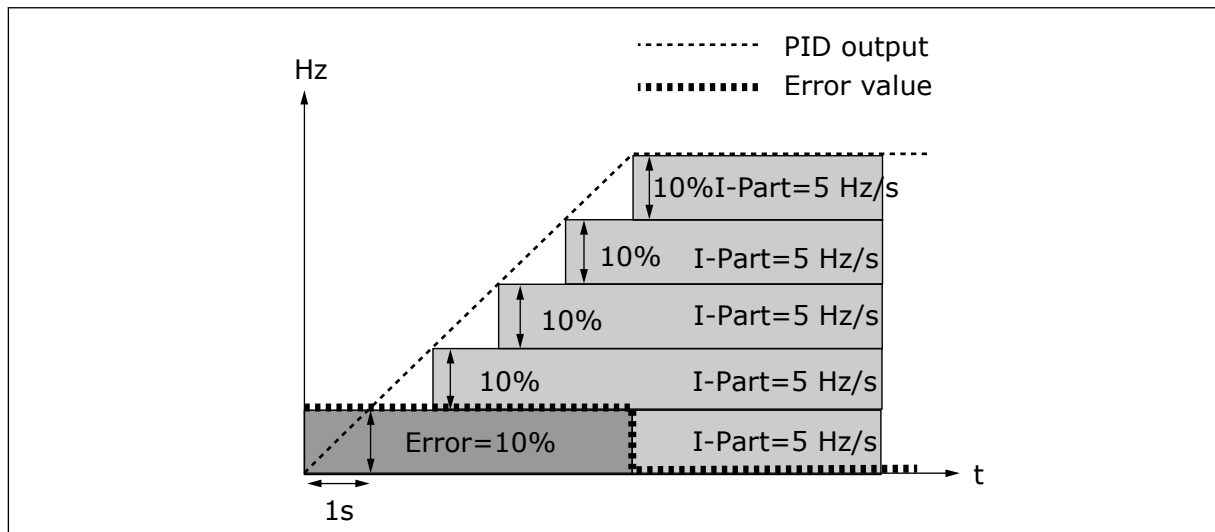 PID output
Hz
Error value
10%I-Part=5 Hz/s
10% I-Part=5 Hz/s
10% I-Part=5 Hz/s
10% I-Part=5 Hz/s
Error=10% I-Part=5 Hz/s
t
1s